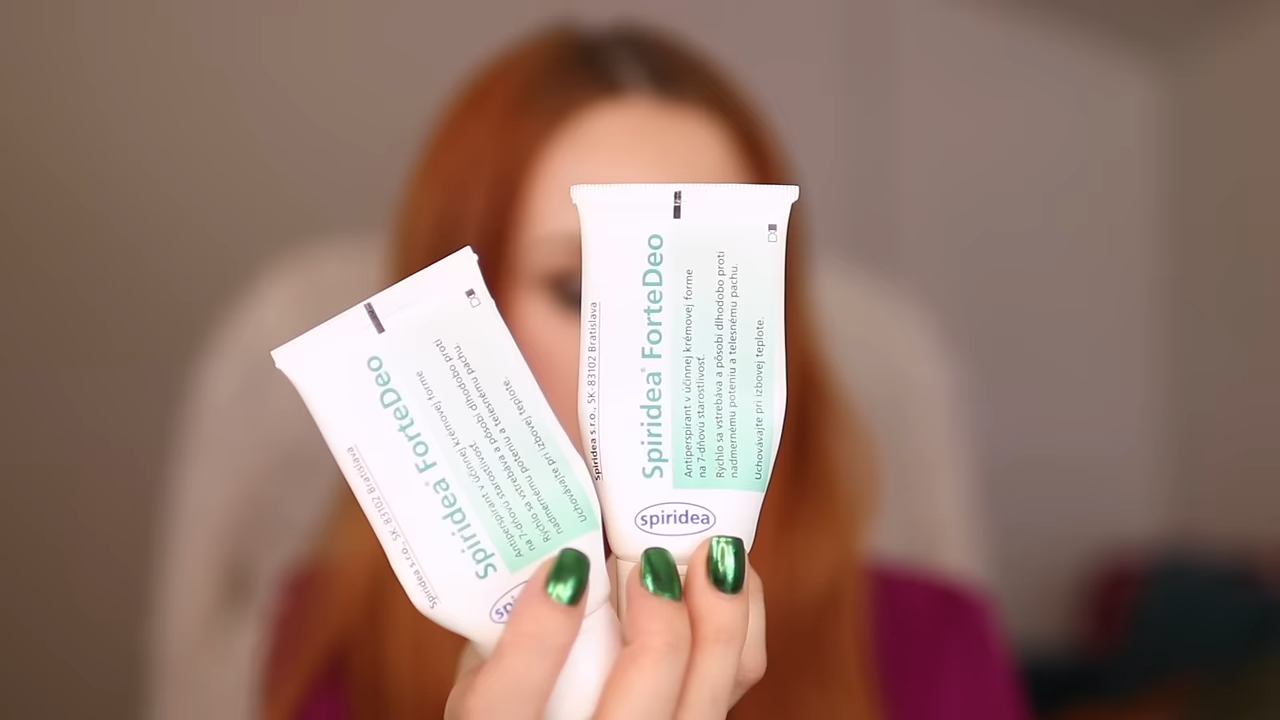 Spiridea s.r.o., SK-83102 Bratislava
Spiridea® ForteDeo
Antiperspirant v účinnej krémovej forme
na 7-dňovú starostlivosť.
Rýchlo sa vstrebáva a pôsobí dlhodobo proti
nadmernému poteniu a telesnému pachu.
Uchovávajte pri izbovej teplote.
sp
Spiridea s.r.o., SK-83102 Bratislava
Spiridea® ForteDeo
Antiperspirant v účinnej krémovej forme
na 7-dňovú starostlivosť.
Rýchlo sa vstrebáva a pôsobí dlhodobo proti
nadmernému poteniu a telesnému pachu.
Uchovávajte pri izbovej teplote.
spiridea